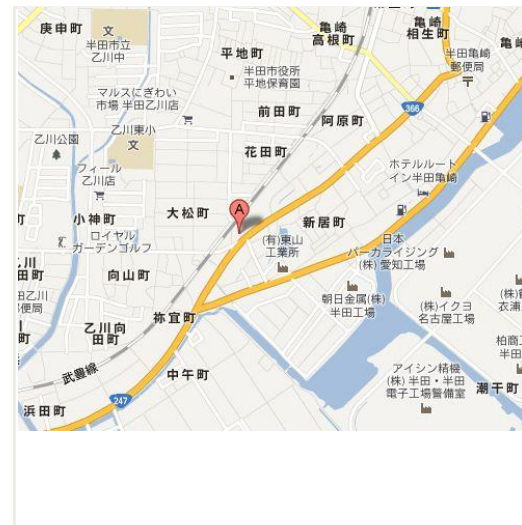 庚申町
亀崎
高根町
亀崎
相生町
半田市立
乙川中
平地町
半田亀崎
郵便局
半田市役所
平地保育園
マルスにぎわい
市場 半田乙川店
前田町
366
阿原町
乙川東小
文
文
乙川公園
花田町
フィール
乙川店
ホテルルート
イン半田亀崎
A
大松町
小神町
新居町
ロイヤル
ガーデンゴルフ
(有)東山
工業所
日本
パーカライジング
(株) 愛知工場
向山町
朝日金属(株)
半田工場
(株)イクヨ
名古屋工場
乙川向
田町
祢宜町
武豊線
中午町
アイシン精機
(株) 半田・半田
電子工場警備室
潮干町
247
浜田町